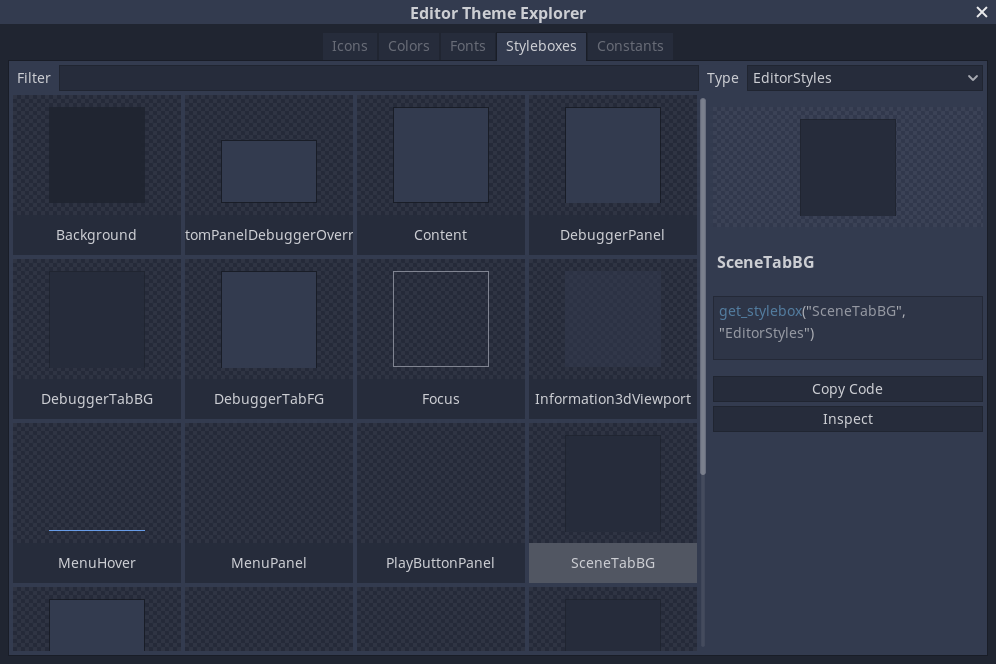 Editor Theme Explorer
Icons Colors Fonts Styleboxes Constants
Filter Type EditorStyles
Background tomPanelDebuggerOverr Content DebuggerPanel
SceneTabBG
get_stylebox("SceneTabBG",
"EditorStyles")
DebuggerTabBG DebuggerTabFG Focus Information3dViewport
Copy Code
Inspect
MenuHover MenuPanel PlayButtonPanel SceneTabBG